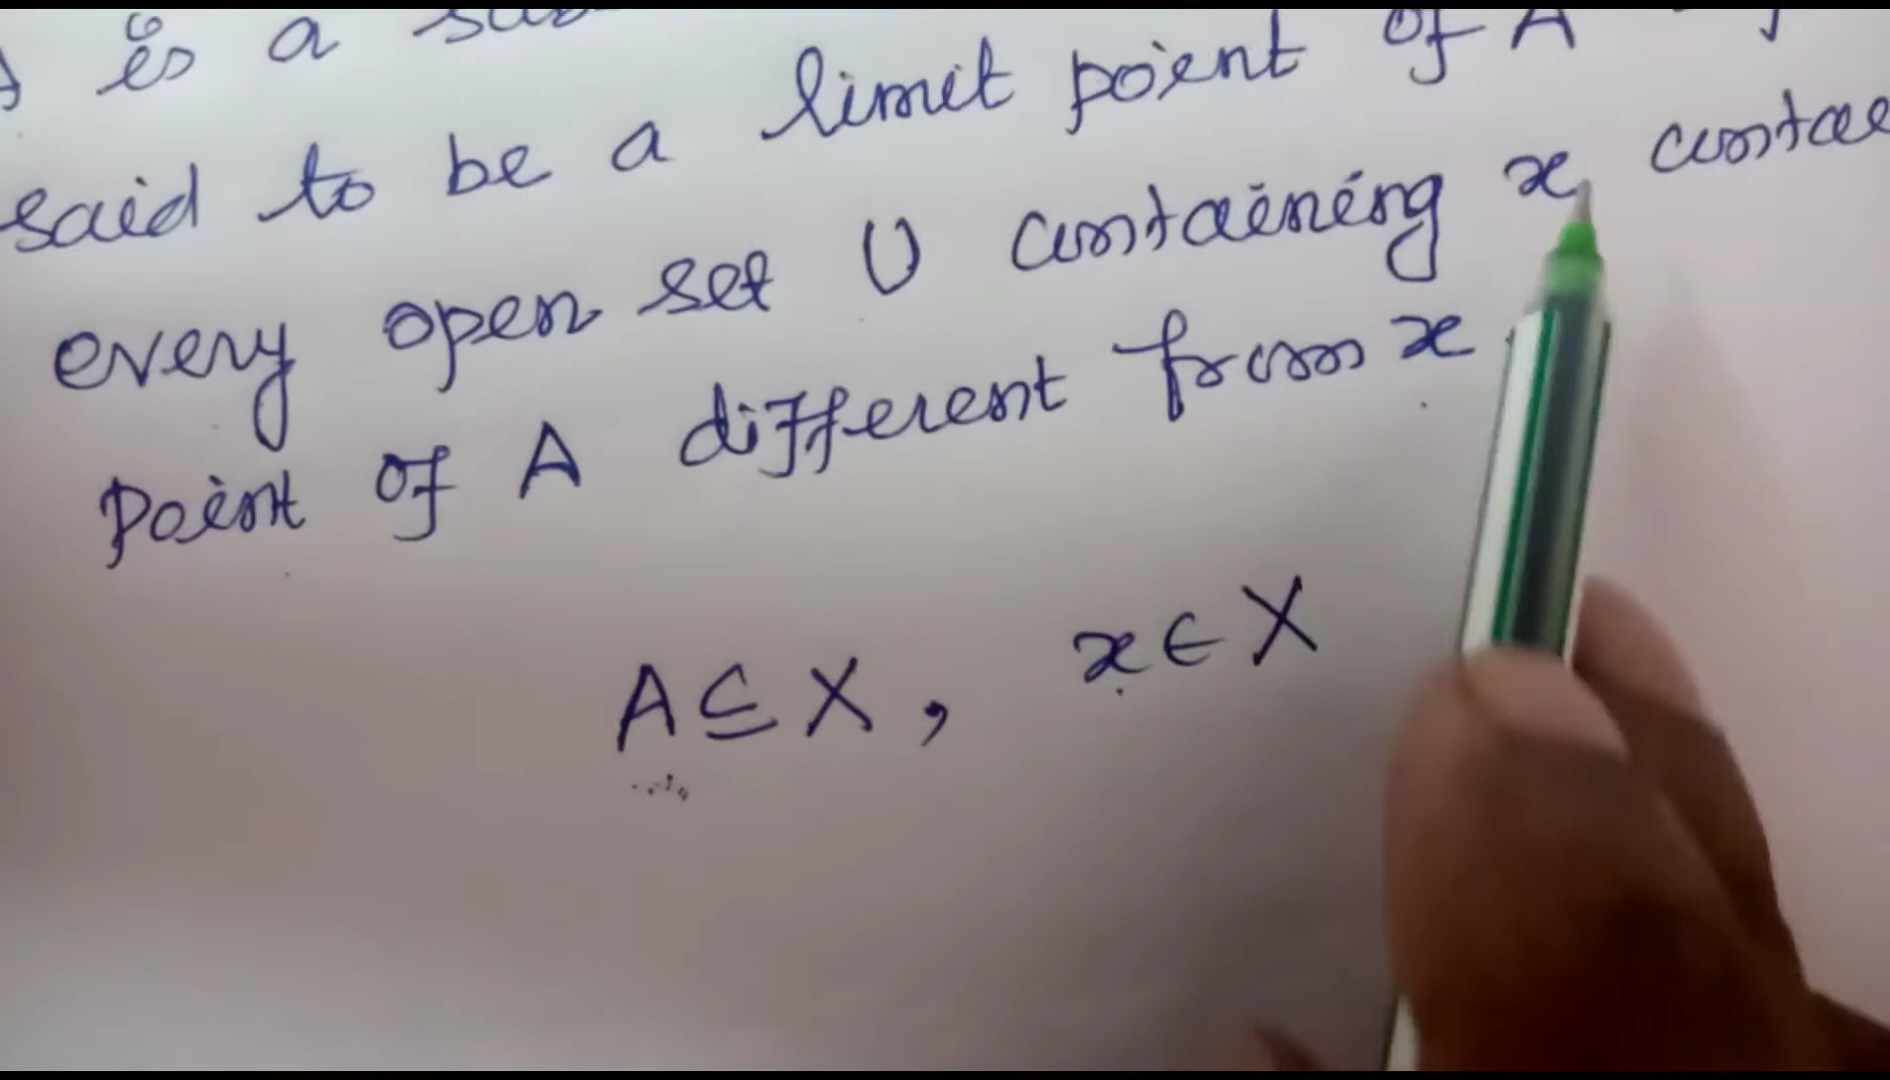 is a
said to be a limit point of A
every open set U containing x
point of A different from x
A ⊆ X , x ∈ X